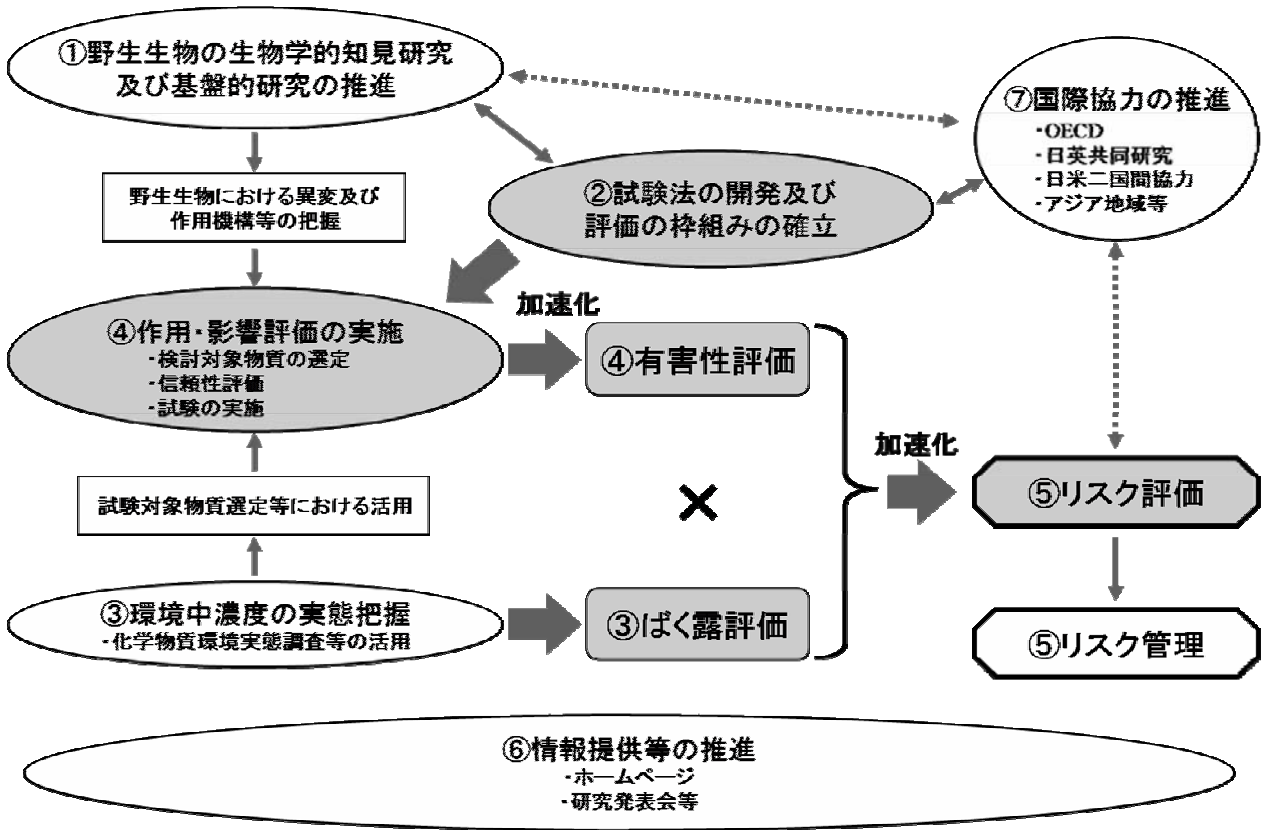 ①野生生物の生物学的知見研究
及び基盤的研究の推進
⑦国際協力の推進
・OECD
・日英共同研究
・日米二国間協力
・アジア地域等
野生生物における異変及び
作用機構等の把握
②試験法の開発及び
評価の枠組みの確立
加速化
④作用・影響評価の実施
・検討対象物質の選定
・信頼性評価
・試験の実施
④有害性評価
加速化
試験対象物質選定等における活用
×
⑤リスク評価
③環境中濃度の実態把握
・化学物質環境実態調査等の活用
③ばく露評価
⑤リスク管理
⑥情報提供等の推進
・ホームページ
・研究発表会等